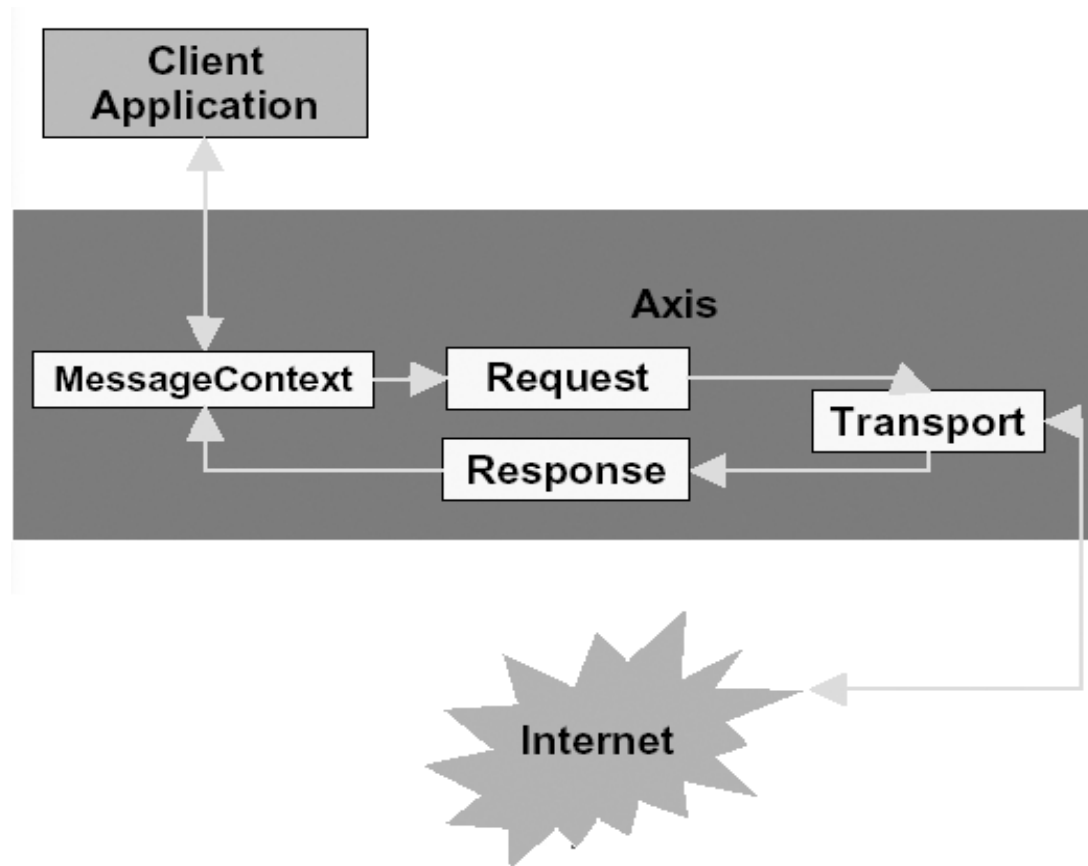 Client
Application
Axis
MessageContext
Request
Transport
Response
Internet